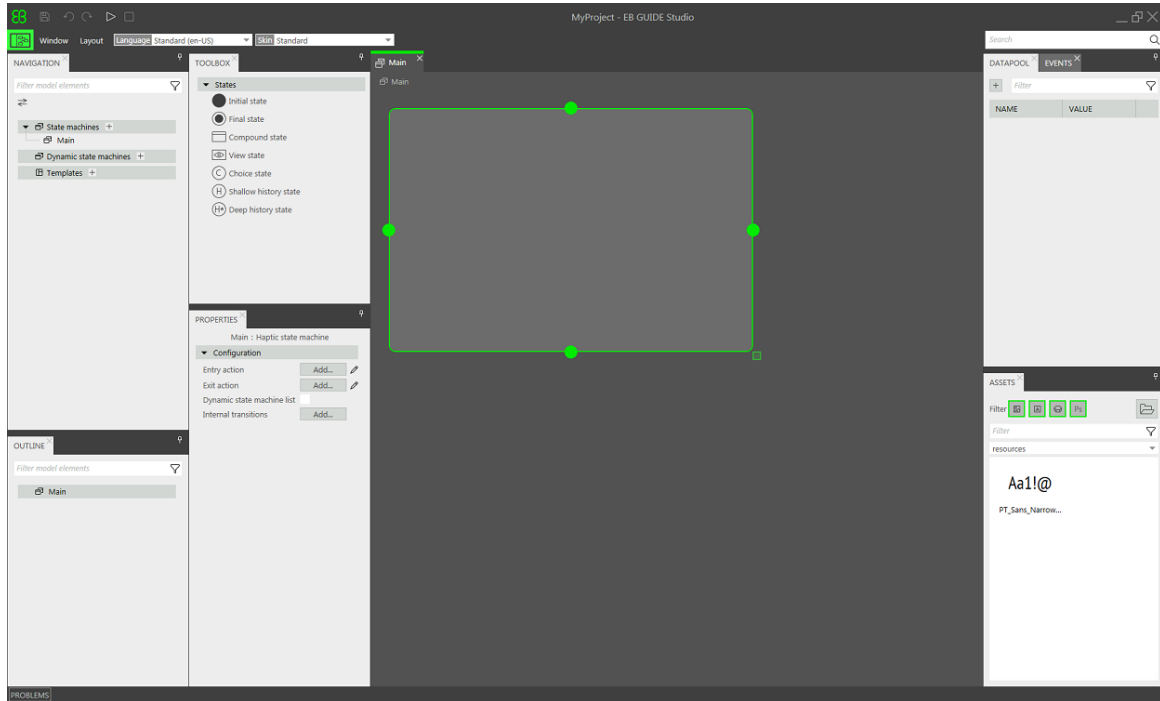 EB
MyProject - EB GUIDE Studio
Window Layout Language Standard (en-US) Skin Standard
Search
NAVIGATION
Filter model elements
State machines
Main
Dynamic state machines
Templates
OUTLINE
Filter model elements
Main
TOOLBOX
States
Initial state
Final state
Compound state
View state
C Choice state
H Shallow history state
H* Deep history state
PROPERTIES
Main : Haptic state machine
Configuration
Entry action Add...
Exit action Add...
Dynamic state machine list
Internal transitions Add...
Main
Main
DATAPOOL EVENTS
+ Filter
NAME VALUE
ASSETS
Filter A Ps
Filter
resources
Aa1!@
PT_Sans_Narrow...
PROBLEMS